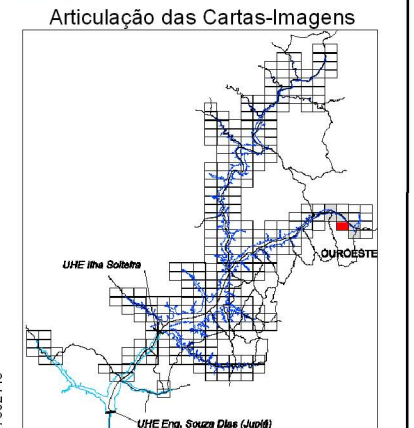 Articulação das Cartas-Imagens
OUROESTE
UHE Ilha Solteira
UHE Eng. Souza Dias (Jupiá)